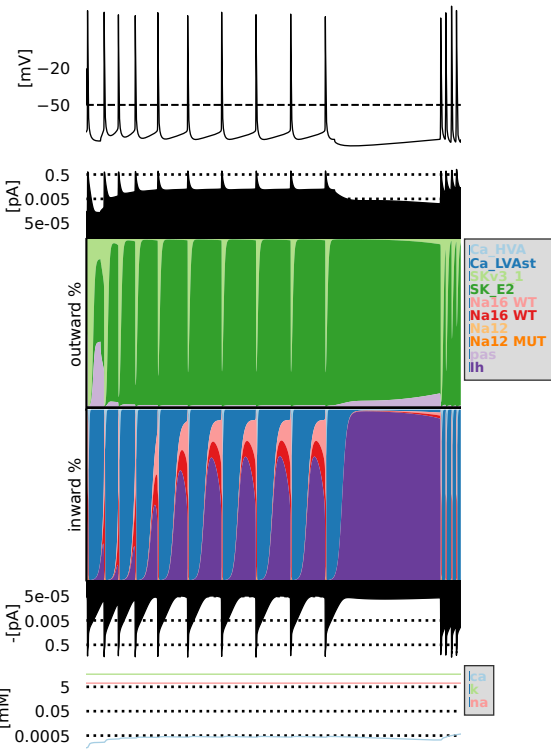 [mV]
−20
−50
[pA]
0.5
0.005
5e-05
outward %
Ca_HVA
Ca_LVAst
SKv3_1
SK_E2
Na16 WT
Na16 WT
Na12
Na12 MUT
pas
Ih
inward %
-[pA]
5e-05
0.005
0.5
[mM]
5
0.05
0.0005
ca
k
na